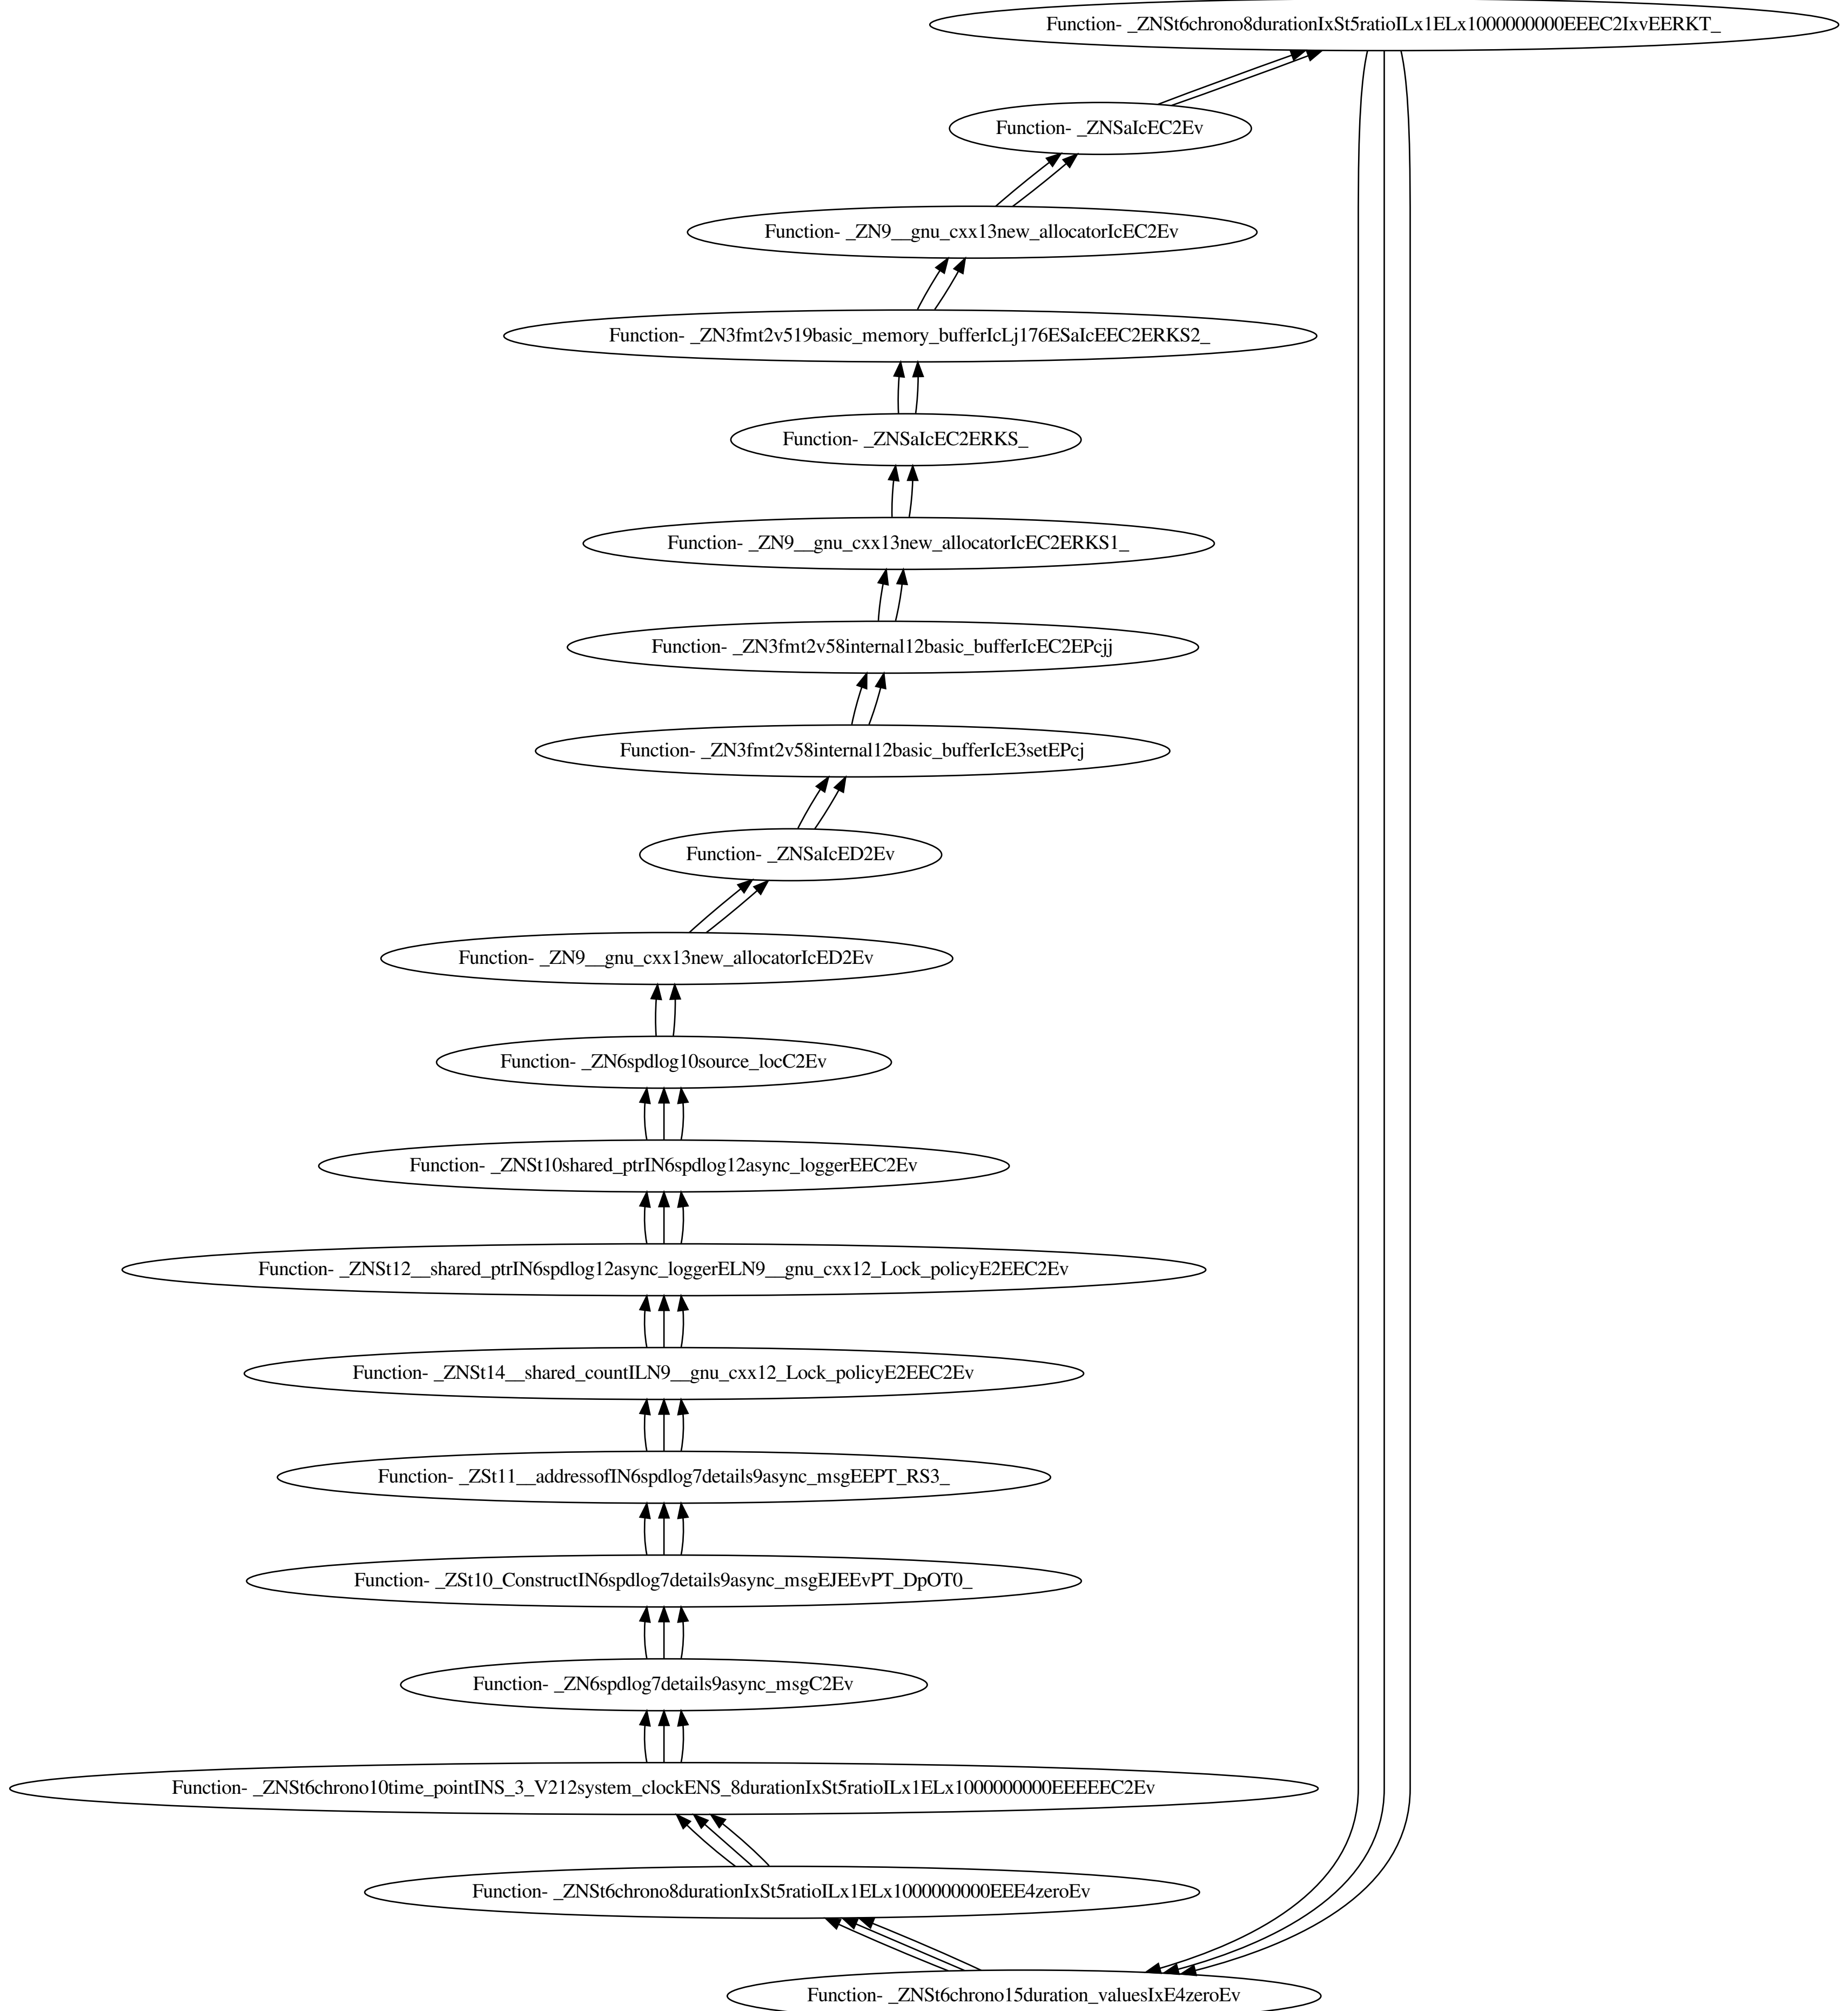 Function- _ZNSt6chrono8durationIxSt5ratioILx1ELx1000000000EEEC2IxvEERKT_
Function- _ZNSaIcEC2Ev
Function- _ZN9__gnu_cxx13new_allocatorIcEC2Ev
Function- _ZN3fmt2v519basic_memory_bufferIcLj176ESaIcEEC2ERKS2_
Function- _ZNSaIcEC2ERKS_
Function- _ZN9__gnu_cxx13new_allocatorIcEC2ERKS1_
Function- _ZN3fmt2v58internal12basic_bufferIcEC2EPcjj
Function- _ZN3fmt2v58internal12basic_bufferIcE3setEPcj
Function- _ZNSaIcED2Ev
Function- _ZN9__gnu_cxx13new_allocatorIcED2Ev
Function- _ZN6spdlog10source_locC2Ev
Function- _ZNSt10shared_ptrIN6spdlog12async_loggerEEC2Ev
Function- _ZNSt12__shared_ptrIN6spdlog12async_loggerELN9__gnu_cxx12_Lock_policyE2EEC2Ev
Function- _ZNSt14__shared_countILN9__gnu_cxx12_Lock_policyE2EEC2Ev
Function- _ZSt11__addressofIN6spdlog7details9async_msgEEPT_RS3_
Function- _ZSt10_ConstructIN6spdlog7details9async_msgEJEEvPT_DpOT0_
Function- _ZN6spdlog7details9async_msgC2Ev
Function- _ZNSt6chrono10time_pointINS_3_V212system_clockENS_8durationIxSt5ratioILx1ELx1000000000EEEEEC2Ev
Function- _ZNSt6chrono8durationIxSt5ratioILx1ELx1000000000EEE4zeroEv
Function- _ZNSt6chrono15duration_valuesIxE4zeroEv